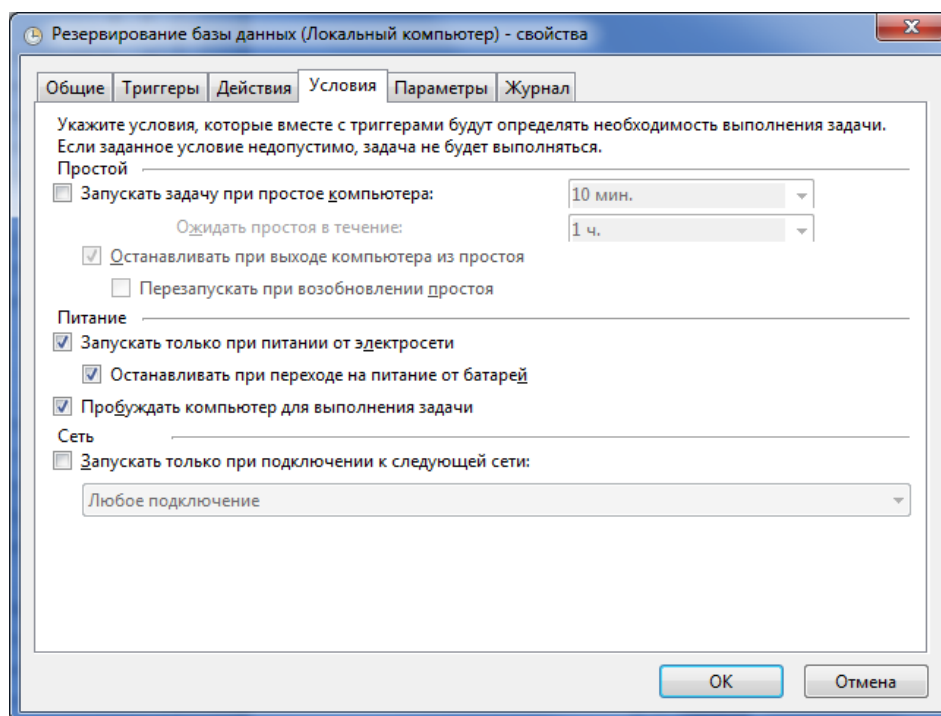 Резервирование базы данных (Локальный компьютер) - свойства
Общие Триггеры Действия Условия Параметры Журнал
Укажите условия, которые вместе с триггерами будут определять необходимость выполнения задачи.
Если заданное условие недопустимо, задача не будет выполняться.
Простой
Запускать задачу при простое компьютера: 10 мин.
Ожидать простоя в течение: 1 ч.
Останавливать при выходе компьютера из простоя
Перезапускать при возобновлении простоя
Питание
Запускать только при питании от электросети
Останавливать при переходе на питание от батарей
Пробуждать компьютер для выполнения задачи
Сеть
Запускать только при подключении к следующей сети:
Любое подключение
ОК Отмена